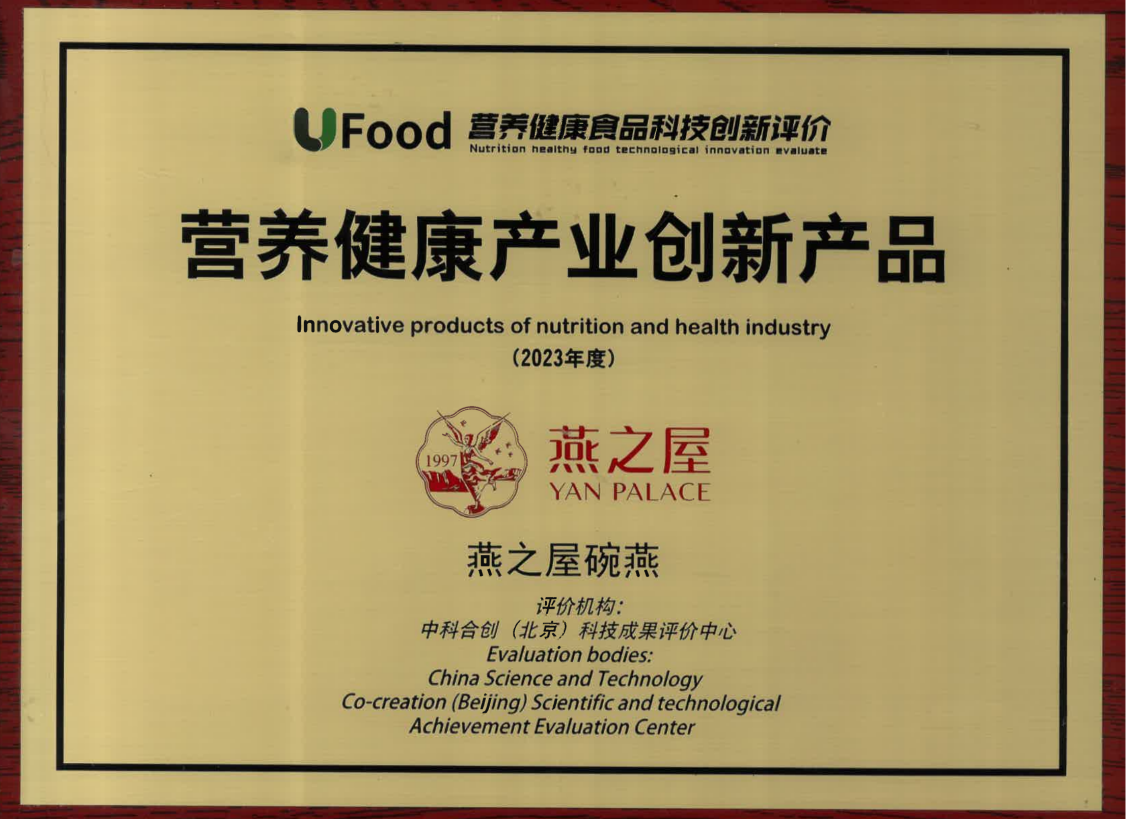 UFood 营养健康食品科技创新评价
Nutrition healthy food technological innovation evaluate
营养健康产业创新产品
Innovative products of nutrition and health industry
（2023年度）
1997
燕之屋
YAN PALACE
燕之屋碗燕
评价机构：
中科合创（北京）科技成果评价中心
Evaluation bodies:
China Science and Technology
Co-creation (Beijing) Scientific and technological
Achievement Evaluation Center